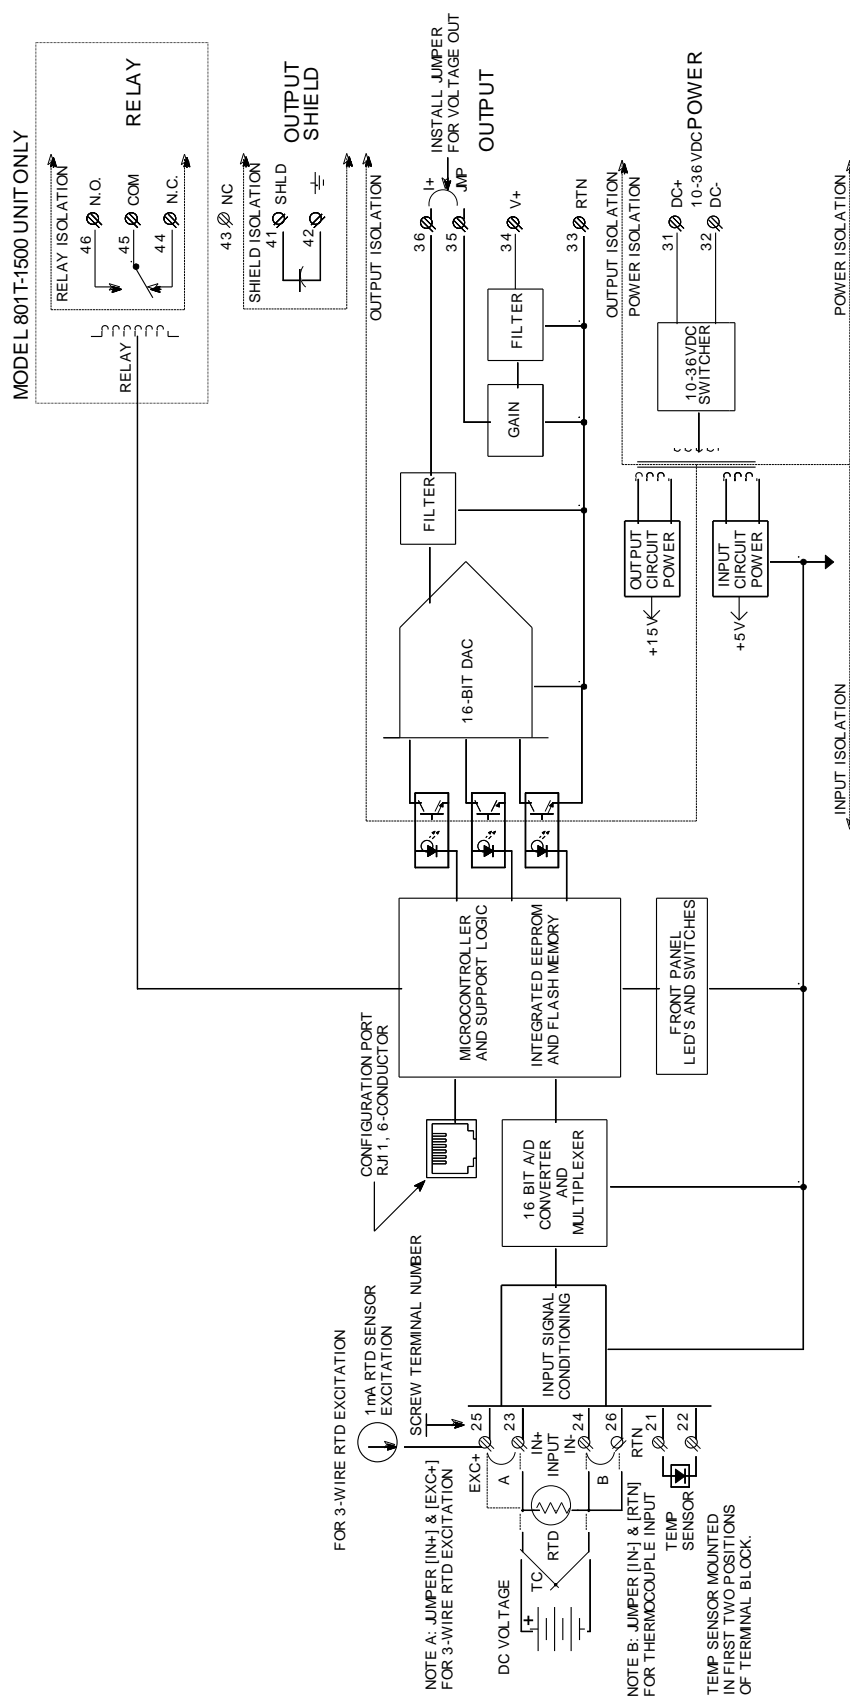 MODEL 801T-1500 UNIT ONLY
RELAY
RELAY ISOLATION
46
N.O.
45
COM
44
N.C.
RELAY
43
NC
SHIELD ISOLATION
41
SHLD
42
OUTPUT
SHIELD
OUTPUT ISOLATION
36
I+
35
JMP
INSTALL JUMPER
FOR VOLTAGE OUT
OUTPUT
34
V+
33
RTN
FILTER
FILTER
GAIN
16-BIT DAC
OUTPUT ISOLATION
POWER ISOLATION
31
DC+
10-36 VDC
POWER
32
DC-
10-36VDC
SWITCHER
OUTPUT
CIRCUIT
POWER
+15V
INPUT
CIRCUIT
POWER
+5V
POWER ISOLATION
INPUT ISOLATION
CONFIGURATION PORT
RJ11, 6-CONDUCTOR
MICROCONTROLLER
AND SUPPORT LOGIC
INTEGRATED EEPROM
AND FLASH MEMORY
FRONT PANEL
LED'S AND SWITCHES
16 BIT A/D
CONVERTER
AND
MULTIPLEXER
INPUT SIGNAL
CONDITIONING
FOR 3-WIRE RTD EXCITATION
1mA RTD SENSOR
EXCITATION
SCREW TERMINAL NUMBER
25
EXC+
23
IN+
INPUT
24
IN-
26
RTN
21
22
A
B
NOTE A: JUMPER [IN+] & [EXC+]
FOR 3-WIRE RTD EXCITATION
DC VOLTAGE
+
TC
RTD
NOTE B: JUMPER [IN-] & [RTN]
FOR THERMOCOUPLE INPUT
TEMP
SENSOR
TEMP SENSOR MOUNTED
IN FIRST TWO POSITIONS
OF TERMINAL BLOCK.